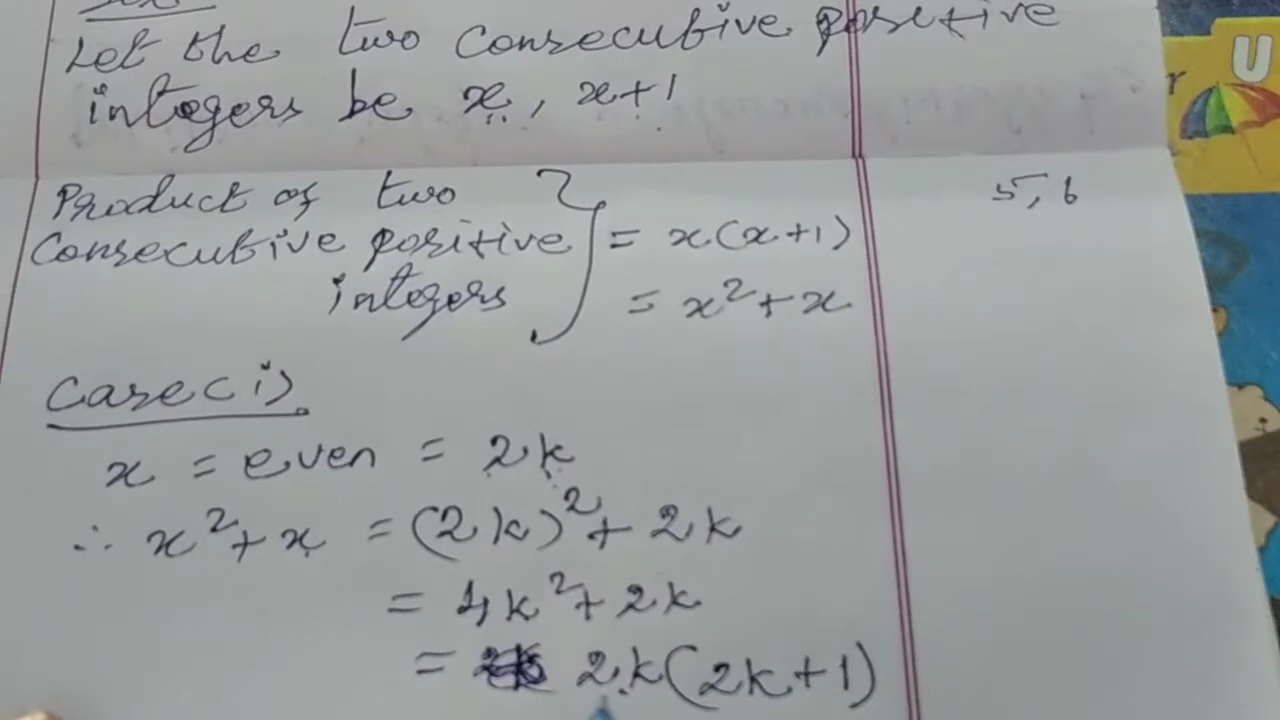 Let the two consecutive positive
integers be x, x+1
Product of two
consecutive positive
integers
= x(x+1)
= x²+x
5, 6
Case (i)
x = even = 2k
∴ x²+x = (2k)²+2k
= 4k²+2k
= 2k(2k+1)
U
r